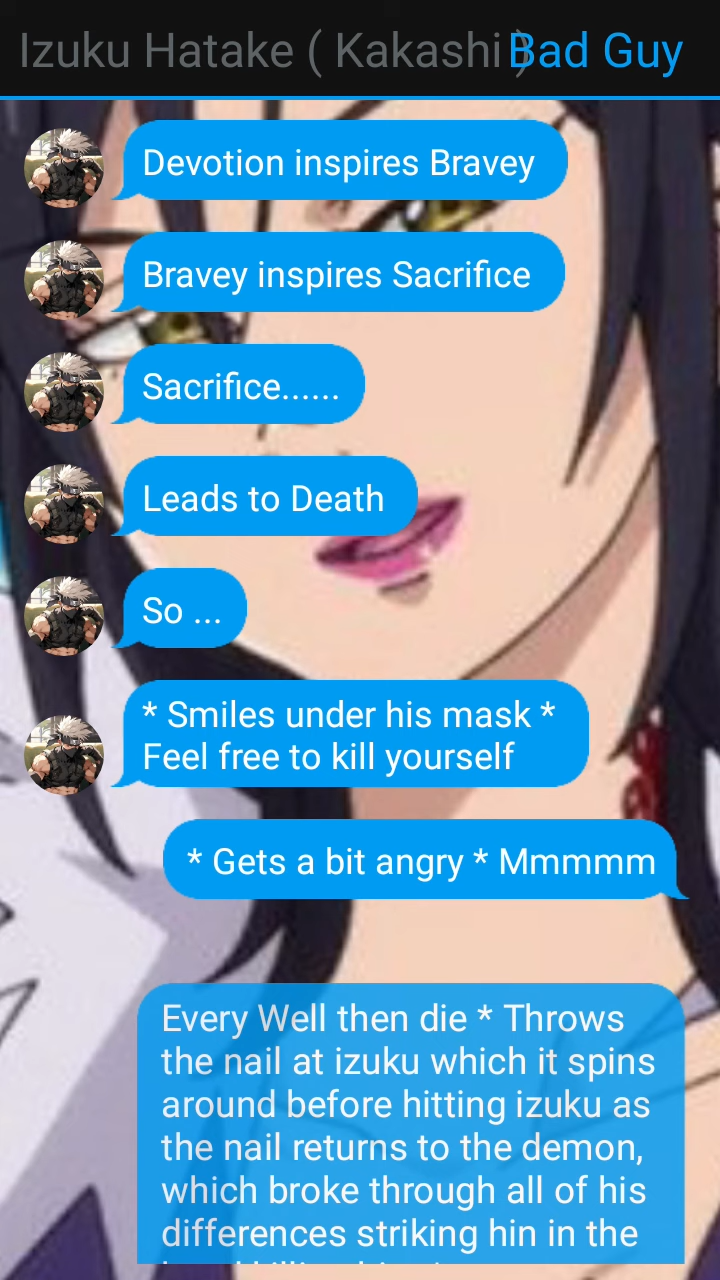 Izuku Hatake ( Kakashi ) Bad Guy
Devotion inspires Bravey
Bravey inspires Sacrifice
Sacrifice......
Leads to Death
So ...
* Smiles under his mask *
Feel free to kill yourself
* Gets a bit angry * Mmmmm
Every Well then die * Throws
the nail at izuku which it spins
around before hitting izuku as
the nail returns to the demon,
which broke through all of his
differences striking hin in the